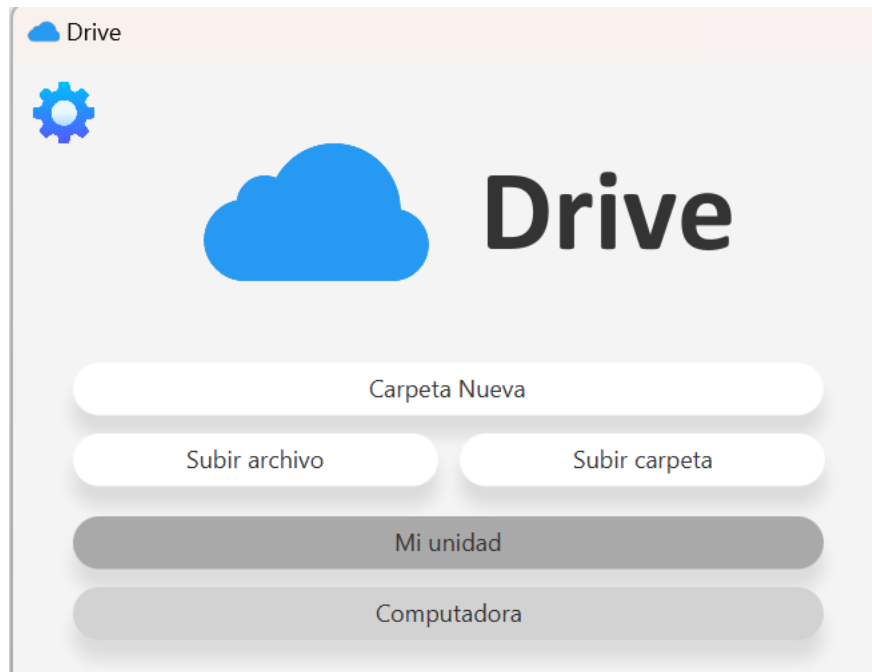 Drive
Drive
Carpeta Nueva
Subir archivo
Subir carpeta
Mi unidad
Computadora